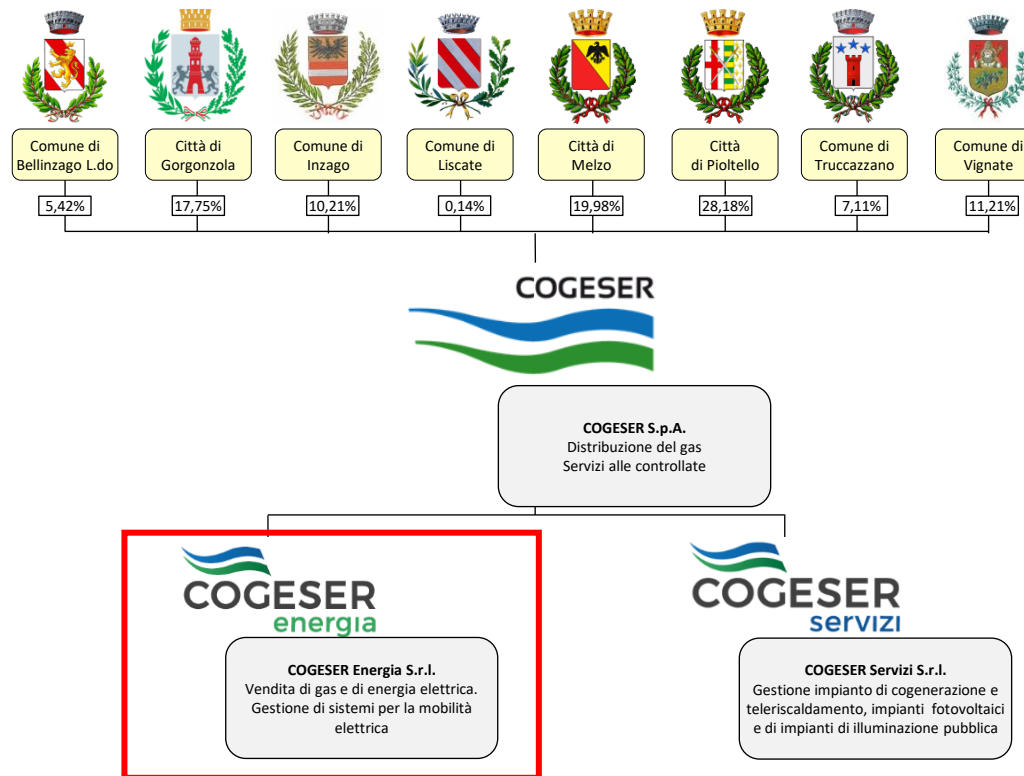 Comune di
Bellinzago L.do
Città di
Gorgonzola
Comune di
Inzago
Comune di
Liscate
Città di
Melzo
Città
di Pioltello
Comune di
Truccazzano
Comune di
Vignate
5,42%
17,75%
10,21%
0,14%
19,98%
28,18%
7,11%
11,21%
COGESER
COGESER S.p.A.
Distribuzione del gas
Servizi alle controllate
COGESER
energia
COGESER
servizi
COGESER Energia S.r.l.
Vendita di gas e di energia elettrica.
Gestione di sistemi per la mobilità
elettrica
COGESER Servizi S.r.l.
Gestione impianto di cogenerazione e
teleriscaldamento, impianti fotovoltaici
e di impianti di illuminazione pubblica